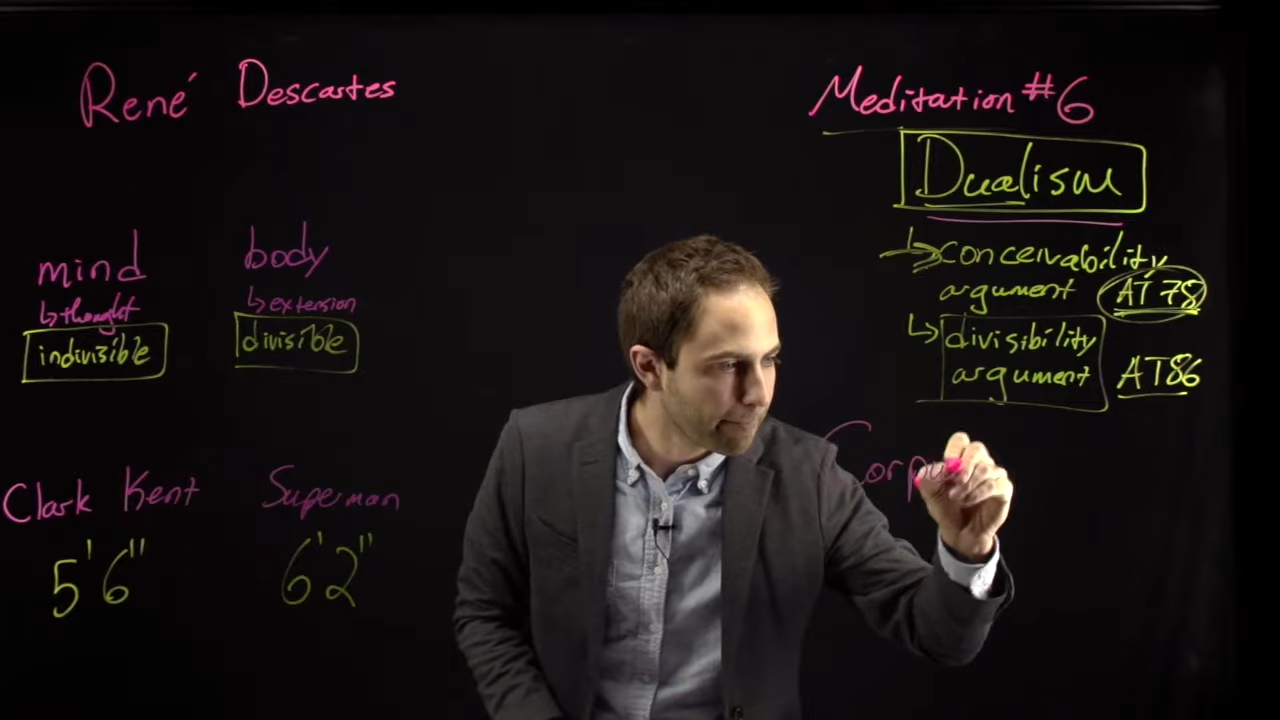 René Descartes
mind
↳thought
indivisible
body
↳extension
divisible
Clark Kent
5'6"
Superman
6'2"
Meditation #6
Dualism
↳conceivability
argument AT 78
↳divisibility
argument AT86
Corpu